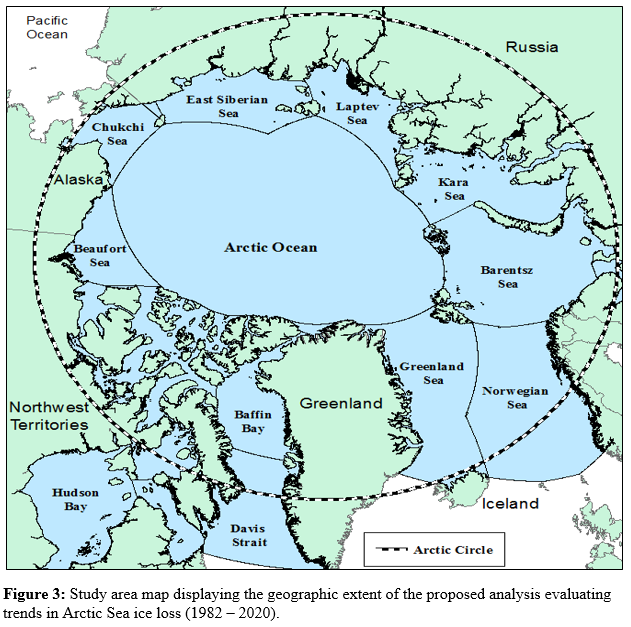 Pacific
Ocean
Russia
East Siberian
Sea
Laptev
Sea
Chukchi
Sea
Alaska
Kara
Sea
Arctic Ocean
Beaufort
Sea
Barentsz
Sea
Greenland
Sea
Norwegian
Sea
Northwest
Territories
Baffin
Bay
Greenland
Hudson
Bay
Iceland
Davis
Strait
Arctic Circle
Figure 3: Study area map displaying the geographic extent of the proposed analysis evaluating
trends in Arctic Sea ice loss (1982 – 2020).